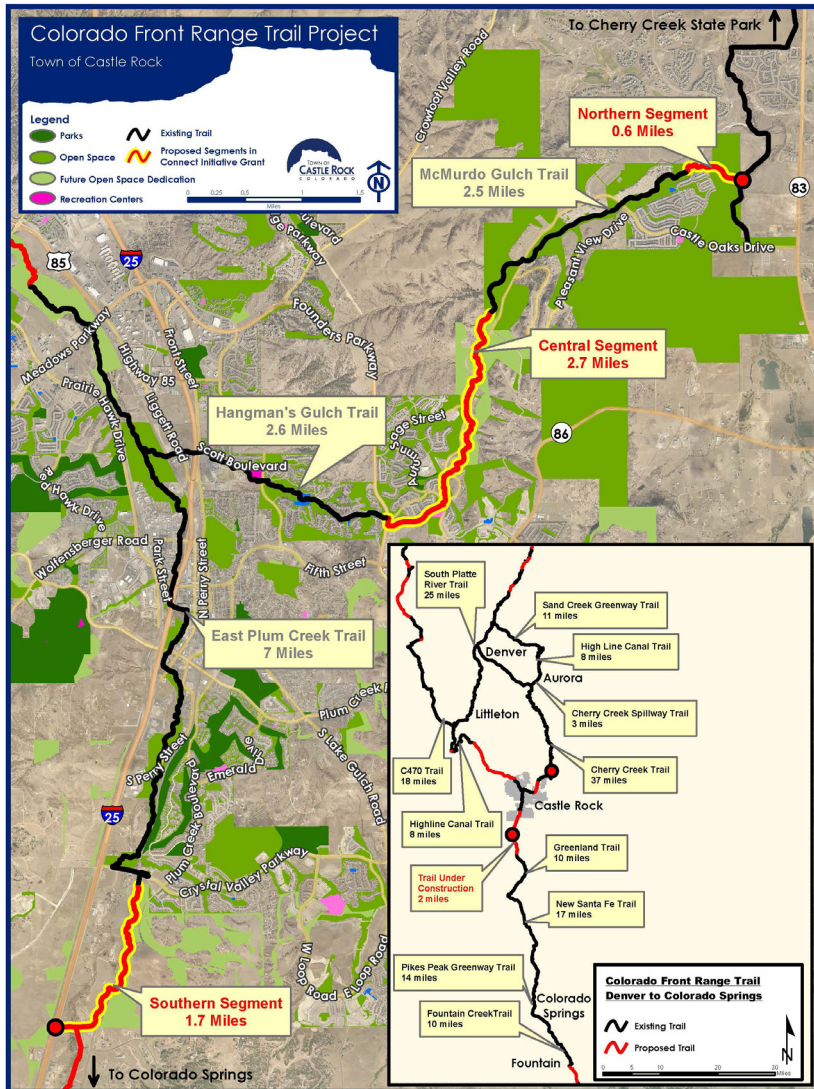 Colorado Front Range Trail Project
Town of Castle Rock
Legend
Parks
Open Space
Future Open Space Dedication
Recreation Centers
Existing Trail
Proposed Segments in
Connect Initiative Grant
TOWN OF
CASTLE ROCK
COLORADO
N
0 0.25 0.5 1 1.5
Miles
To Cherry Creek State Park
Crowfoot Valley Road
Northern Segment
0.6 Miles
McMurdo Gulch Trail
2.5 Miles
83
Pleasant View Drive
Castle Oaks Drive
85
25
Meadows Parkway
Front Street
Founders Parkway
Highway 85
Liggett Road
Prairie Hawk Drive
Central Segment
2.7 Miles
Hangman's Gulch Trail
2.6 Miles
Scott Boulevard
Autumn Sage Street
86
Red Hawk Drive
Wolfensberger Road
Park Street
N Perry Street
Fifth Street
East Plum Creek Trail
7 Miles
Plum Creek
S Lake Gulch Road
Emerald Drive
S Perry Street
25
Plum Creek Boulevard
Crystal Valley Parkway
W Loop Road
E Loop Road
Southern Segment
1.7 Miles
To Colorado Springs
South Platte
River Trail
25 miles
Sand Creek Greenway Trail
11 miles
Denver
High Line Canal Trail
8 miles
Aurora
Littleton
Cherry Creek Spillway Trail
3 miles
C470 Trail
18 miles
Cherry Creek Trail
37 miles
Castle Rock
Highline Canal Trail
8 miles
Trail Under
Construction
2 miles
Greenland Trail
10 miles
New Santa Fe Trail
17 miles
Pikes Peak Greenway Trail
14 miles
Colorado
Springs
Fountain CreekTrail
10 miles
Fountain
Colorado Front Range Trail
Denver to Colorado Springs
Existing Trail
Proposed Trail
N
0 5 10 20 30
Miles